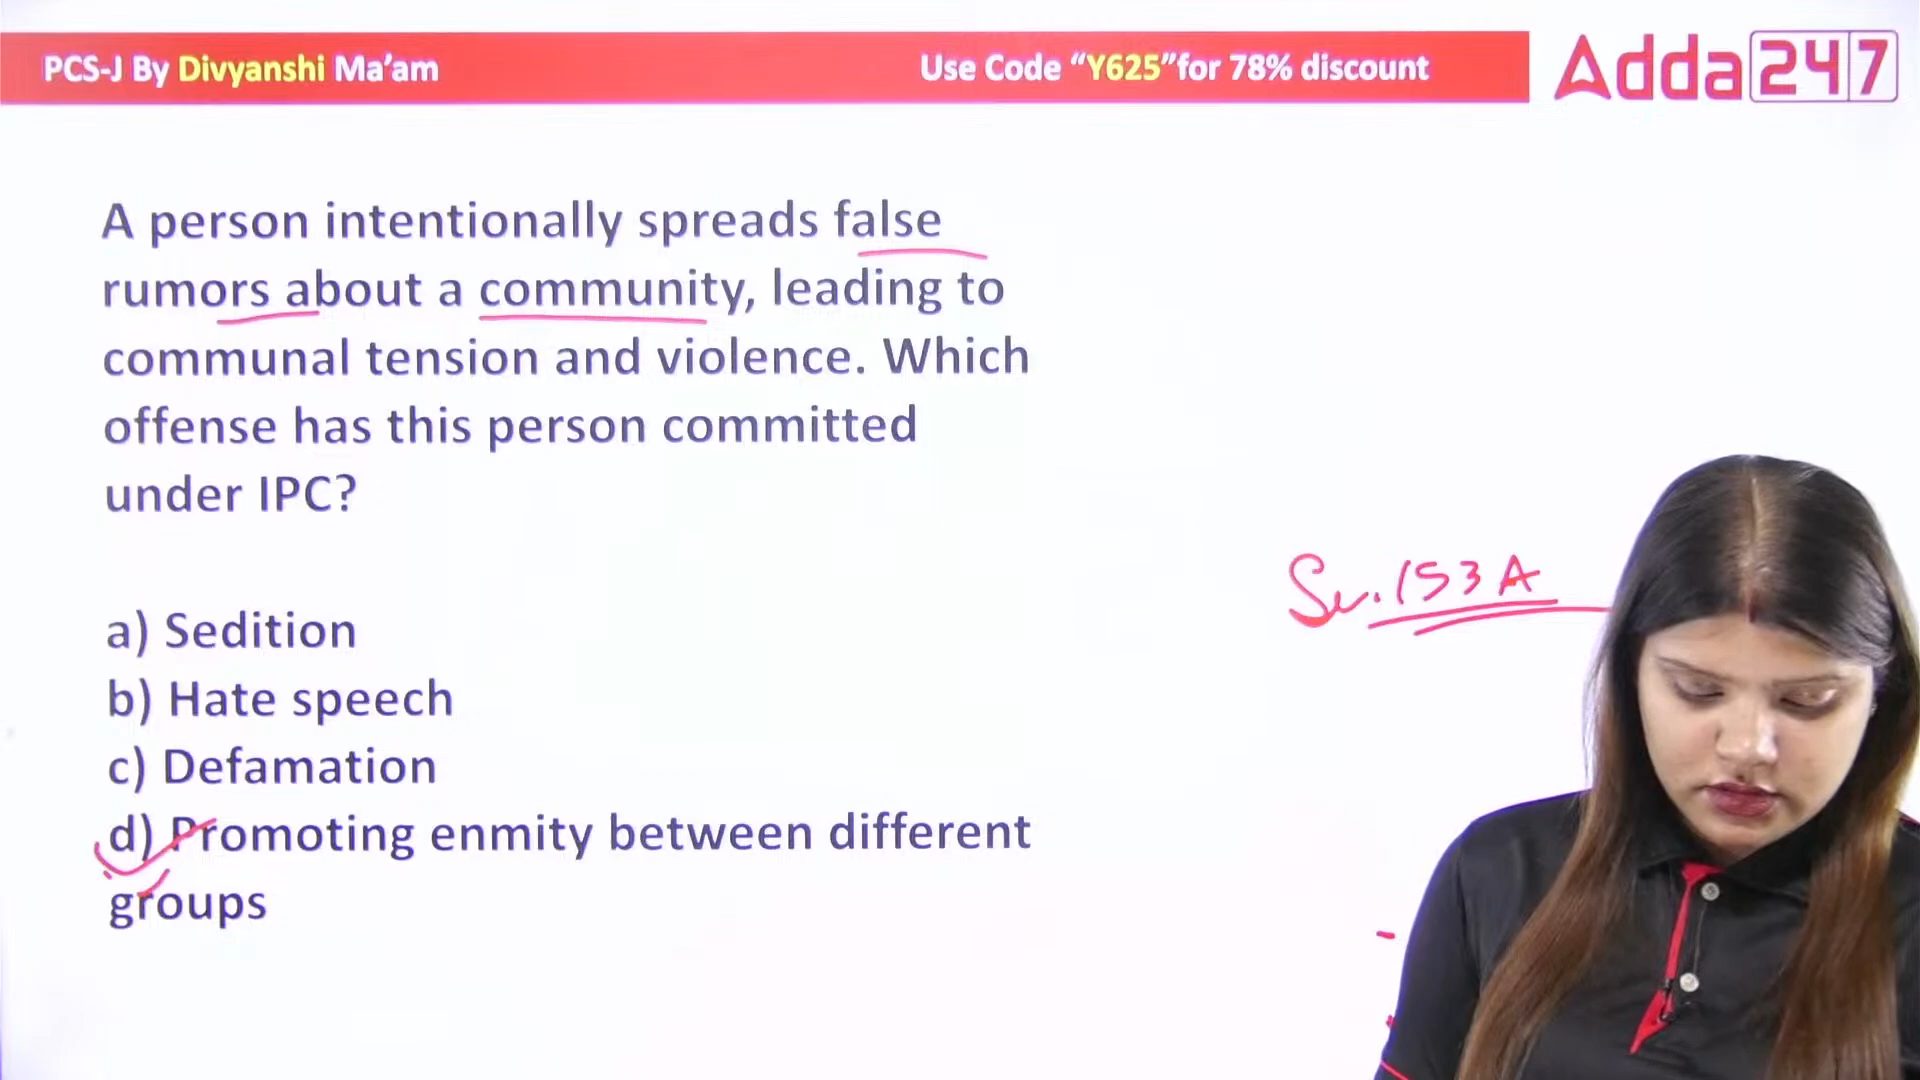 PCS-J By Divyanshi Ma’am
Use Code “Y625”for 78% discount
Adda247
A person intentionally spreads false
rumors about a community, leading to
communal tension and violence. Which
offense has this person committed
under IPC?
Sec. 153A
a) Sedition
b) Hate speech
c) Defamation
d) Promoting enmity between different
groups